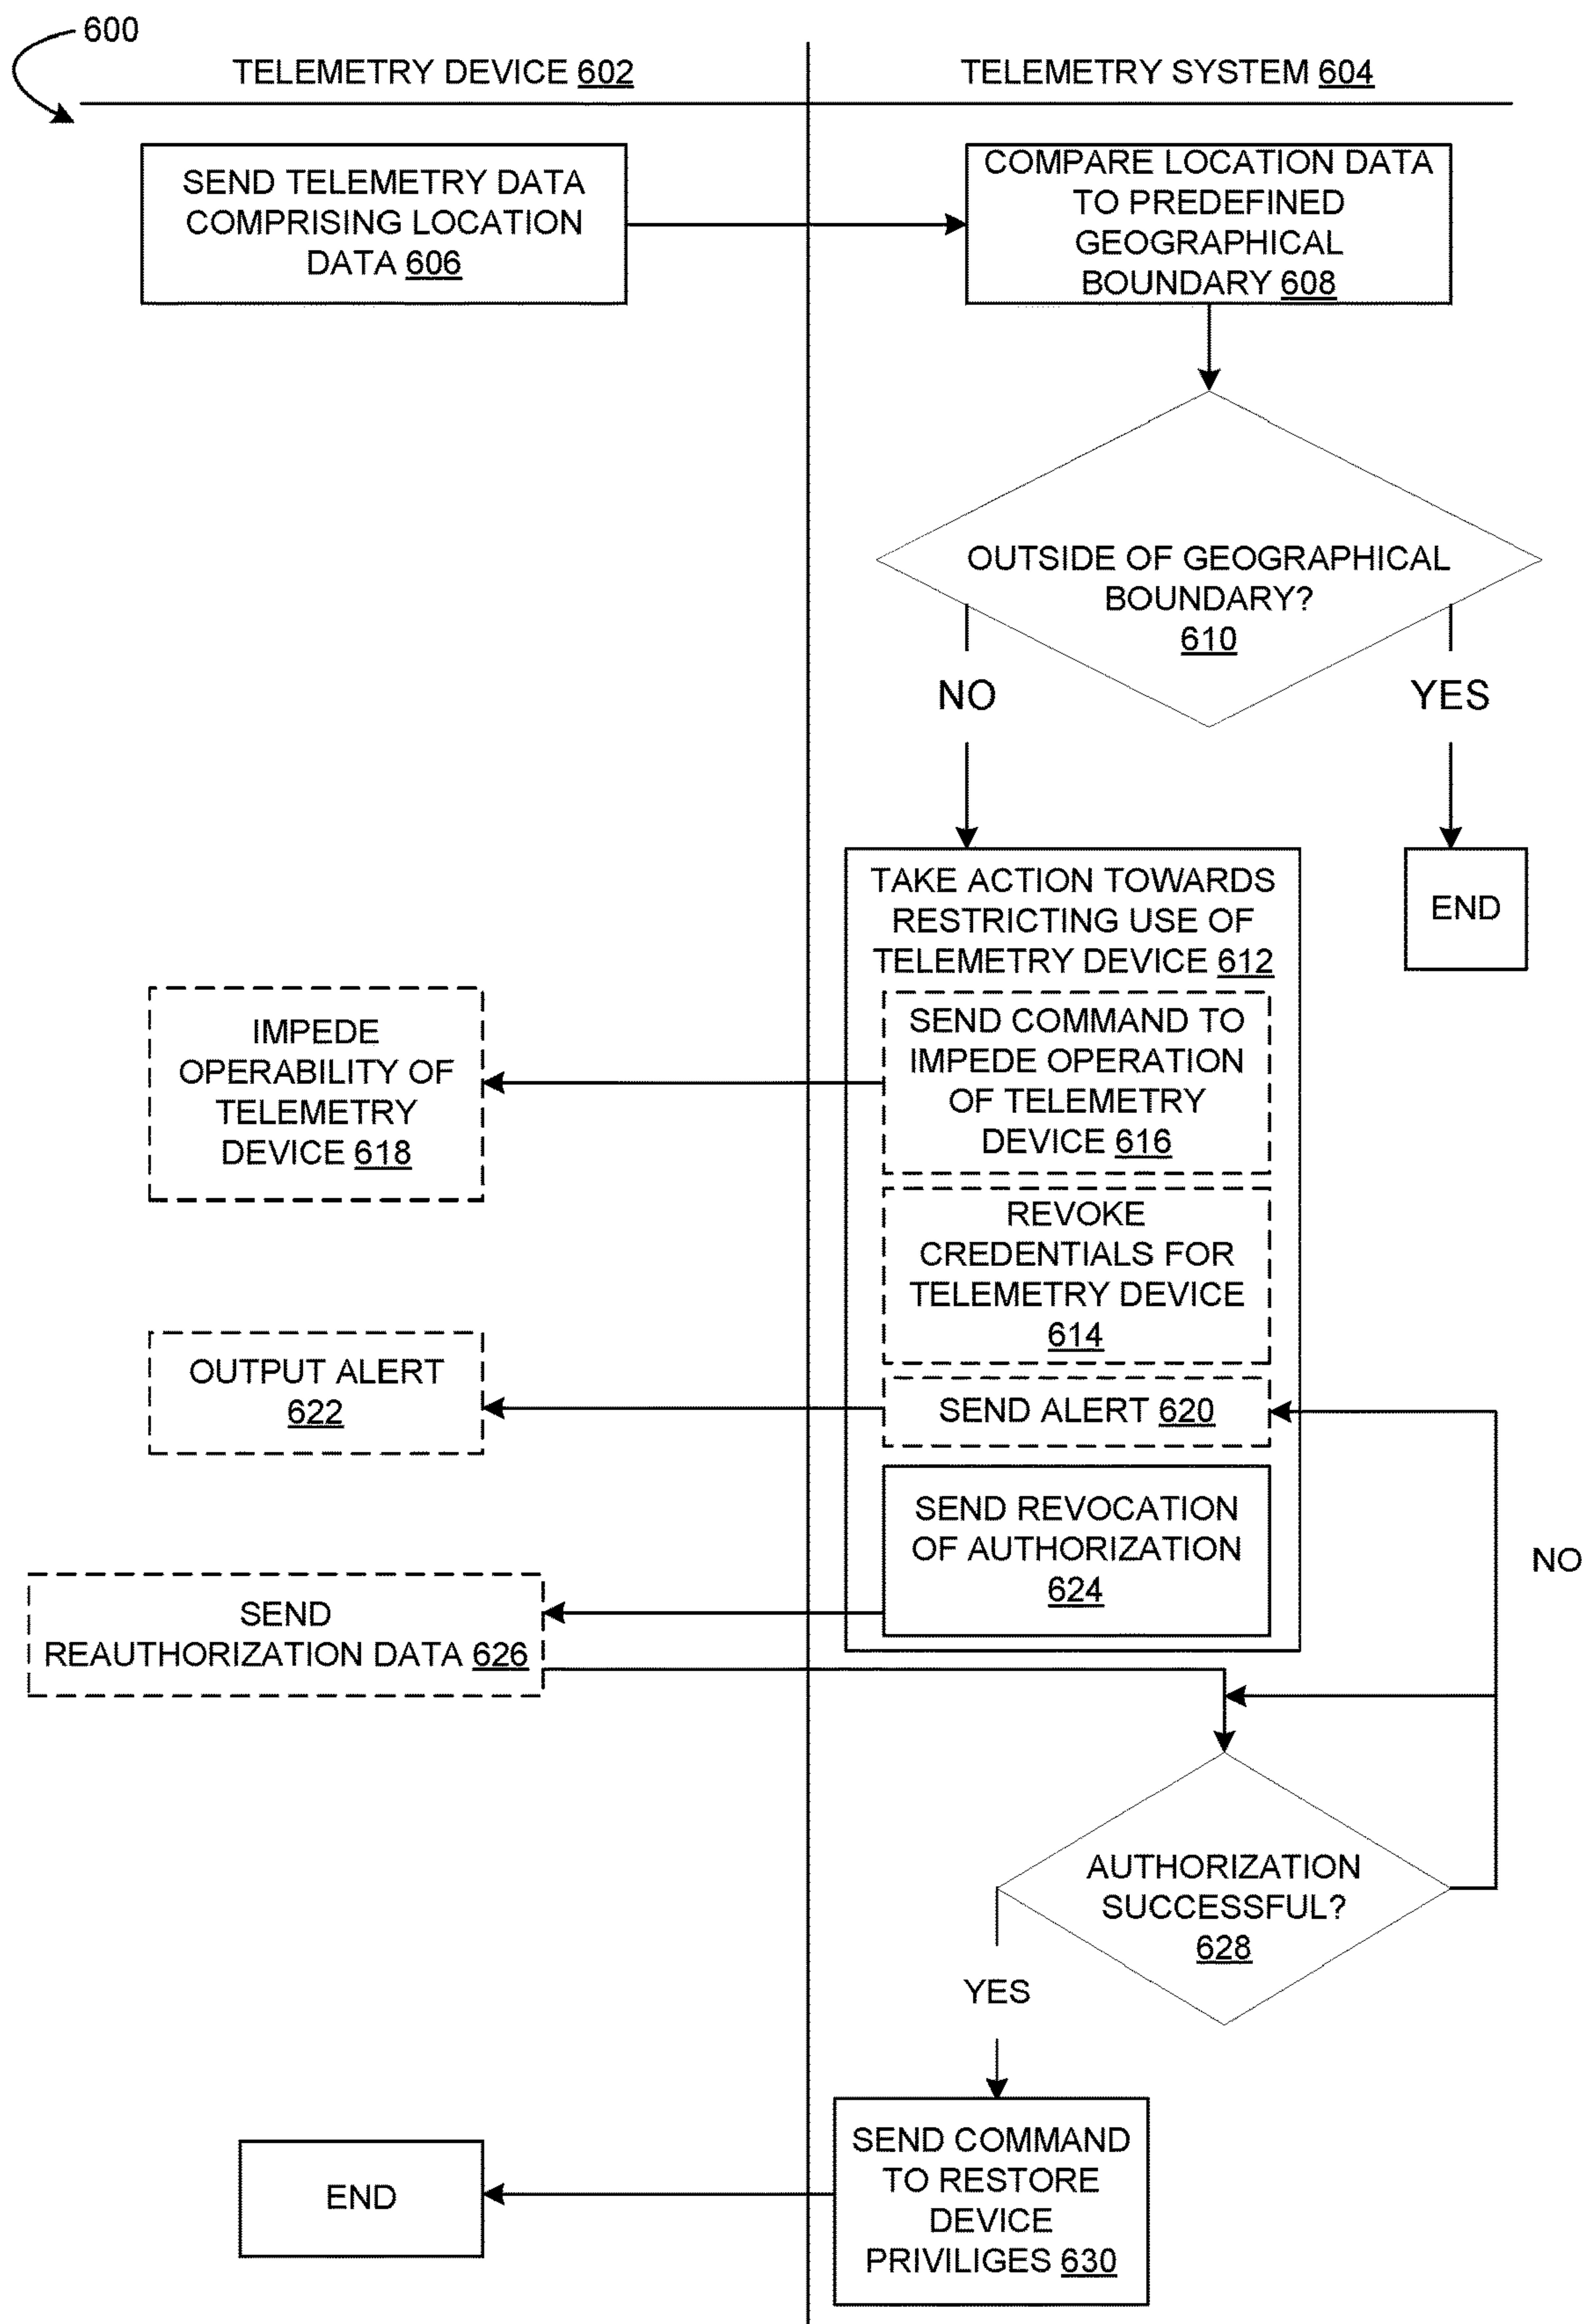 600
TELEMETRY DEVICE 602
TELEMETRY SYSTEM 604
SEND TELEMETRY DATA
COMPRISING LOCATION
DATA 606
COMPARE LOCATION DATA
TO PREDEFINED
GEOGRAPHICAL
BOUNDARY 608
OUTSIDE OF GEOGRAPHICAL
BOUNDARY?
610
NO
YES
TAKE ACTION TOWARDS
RESTRICTING USE OF
TELEMETRY DEVICE 612
END
SEND COMMAND TO
IMPEDE OPERATION
OF TELEMETRY
DEVICE 616
IMPEDE
OPERABILITY OF
TELEMETRY
DEVICE 618
REVOKE
CREDENTIALS FOR
TELEMETRY DEVICE
614
SEND ALERT 620
OUTPUT ALERT
622
SEND REVOCATION
OF AUTHORIZATION
624
NO
SEND
REAUTHORIZATION DATA 626
AUTHORIZATION
SUCCESSFUL?
628
YES
SEND COMMAND
TO RESTORE
DEVICE
PRIVILIGES 630
END